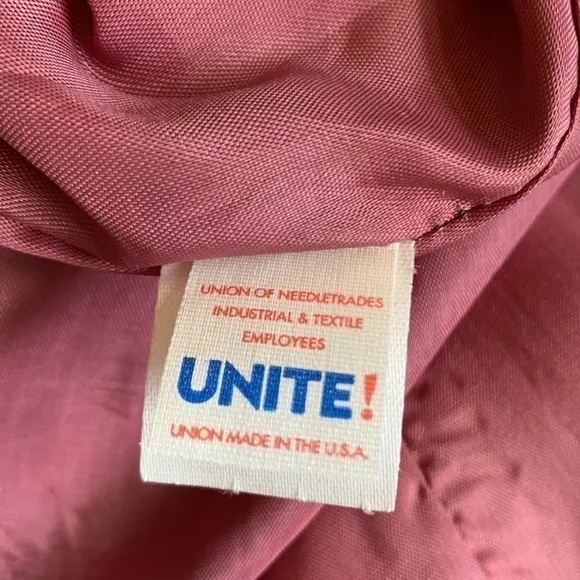 UNION OF NEEDLETRADES
INDUSTRIAL & TEXTILE
EMPLOYEES
UNITE!
UNION MADE IN THE U.S.A.